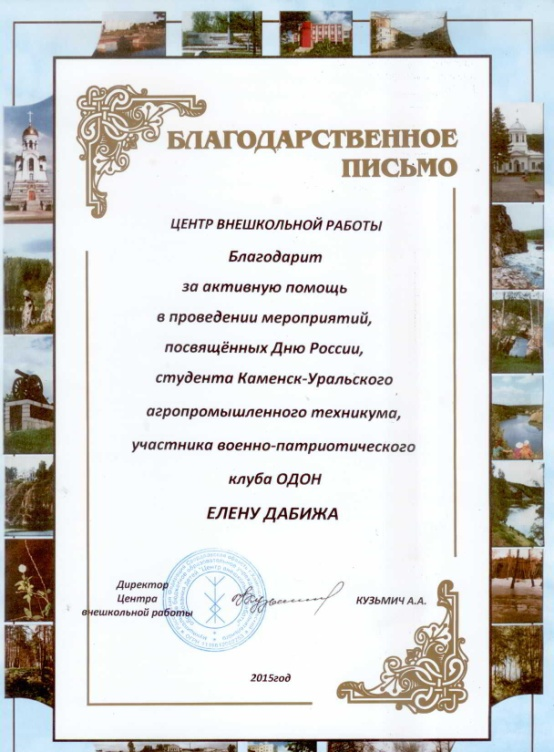 БЛАГОДАРСТВЕННОЕ
ПИСЬМО
ЦЕНТР ВНЕШКОЛЬНОЙ РАБОТЫ
Благодарит
за активную помощь
в проведении мероприятий,
посвящённых Дню России,
студента Каменск-Уральского
агропромышленного техникума,
участника военно-патриотического
клуба ОДОН
ЕЛЕНУ ДАБИЖА
Директор
Центра
внешкольной работы
КУЗЬМИЧ А.А.
2015год